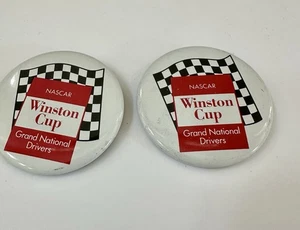 NASCAR
Winston
Cup
Grand National
Drivers
NASCAR
Winston
Cup
Grand National
Drivers